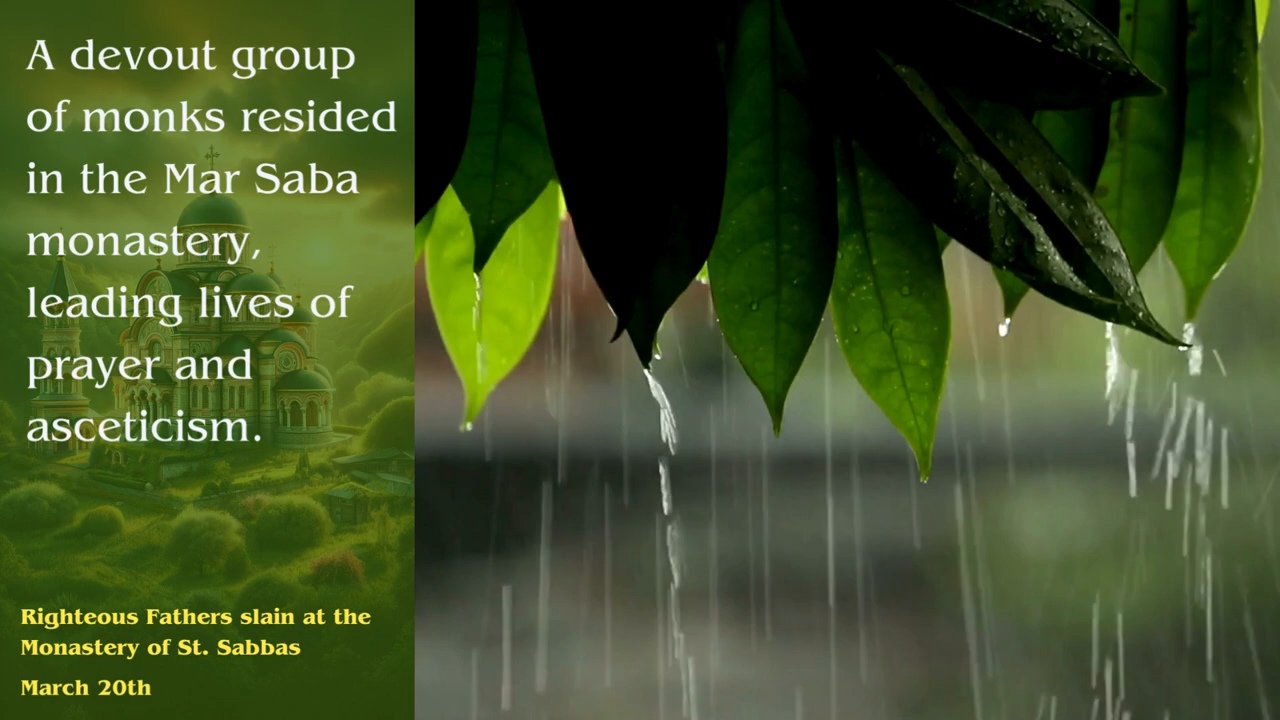 A devout group
of monks resided
in the Mar Saba
monastery,
leading lives of
prayer and
asceticism.
Righteous Fathers slain at the
Monastery of St. Sabbas
March 20th